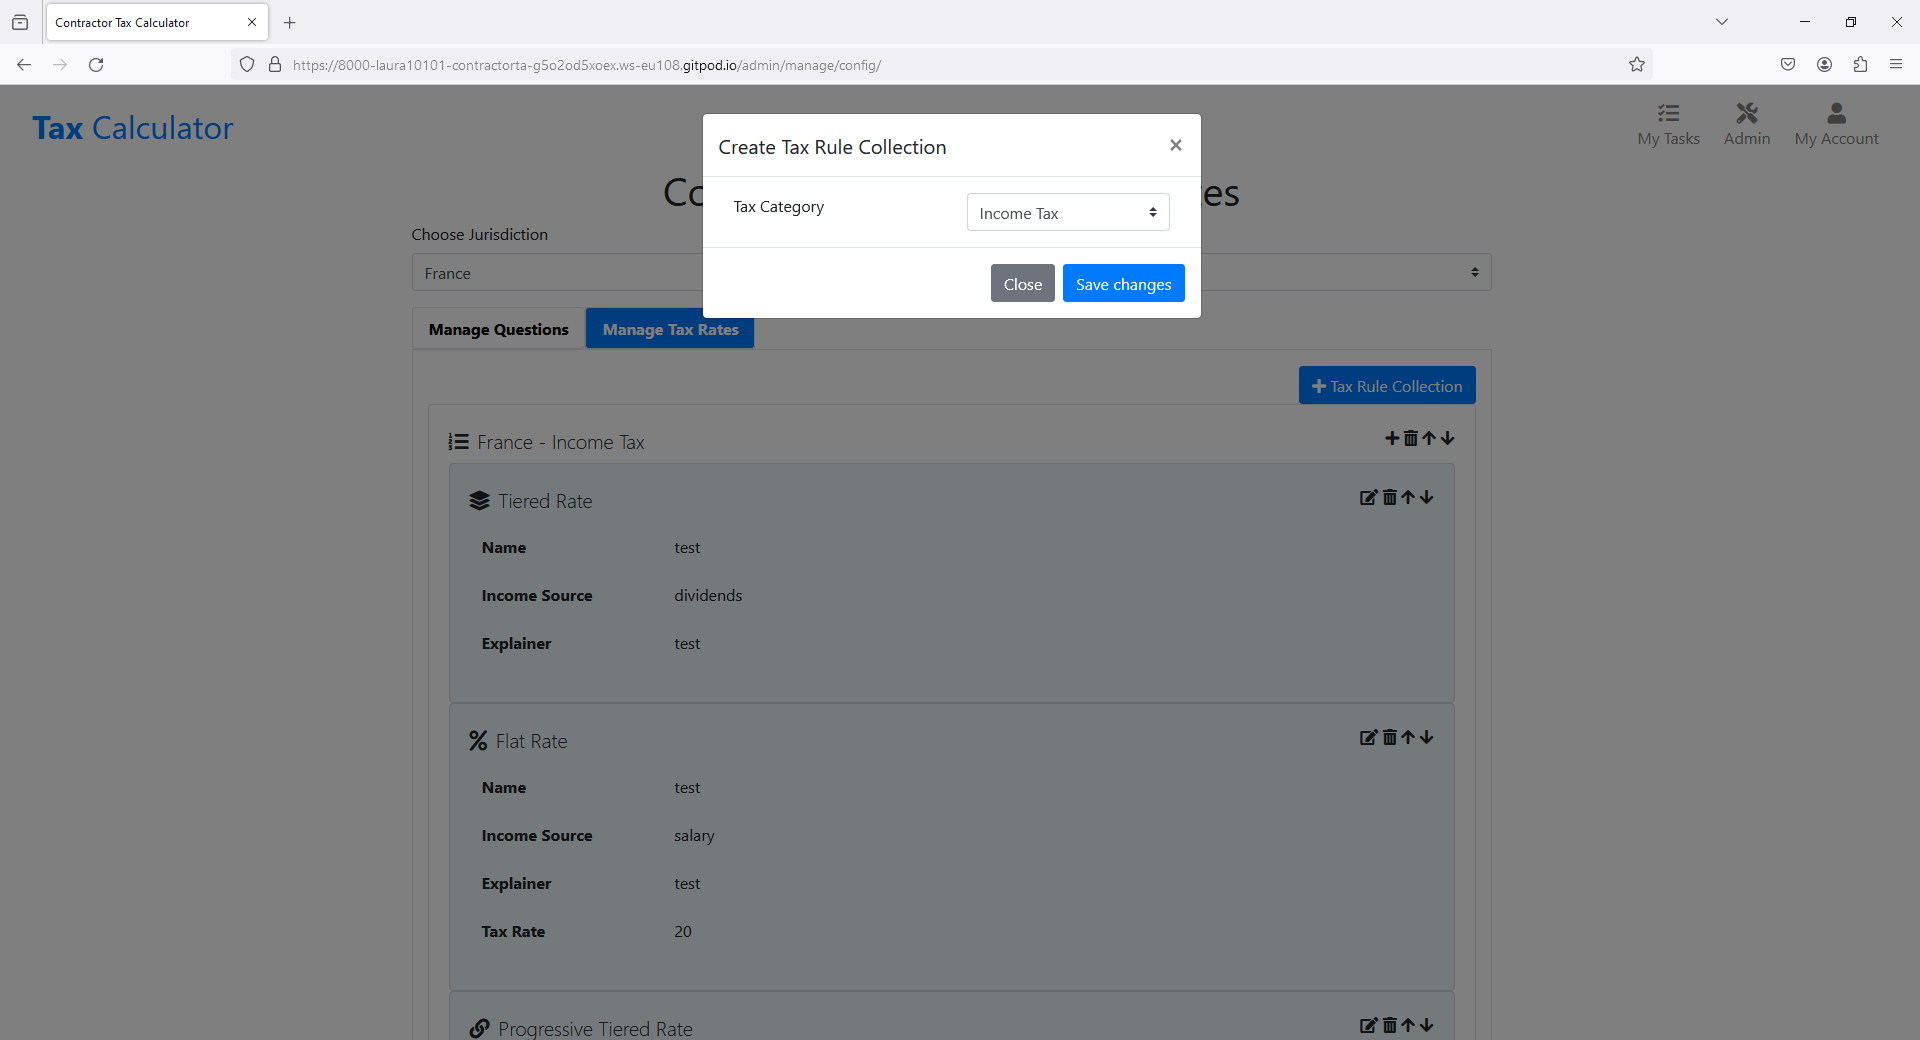 Contractor Tax Calculator
https://8000-laura10101-contractorta-g5o2od5xoex.ws-eu108.gitpod.io/admin/manage/config/
Tax Calculator
My Tasks
Admin
My Account
Create Tax Rule Collection
×
Tax Category
Income Tax
Close
Save changes
Choose Jurisdiction
France
Manage Questions
Manage Tax Rates
Tax Rule Collection
France - Income Tax
Tiered Rate
Name test
Income Source dividends
Explainer test
Flat Rate
Name test
Income Source salary
Explainer test
Tax Rate 20
Progressive Tiered Rate